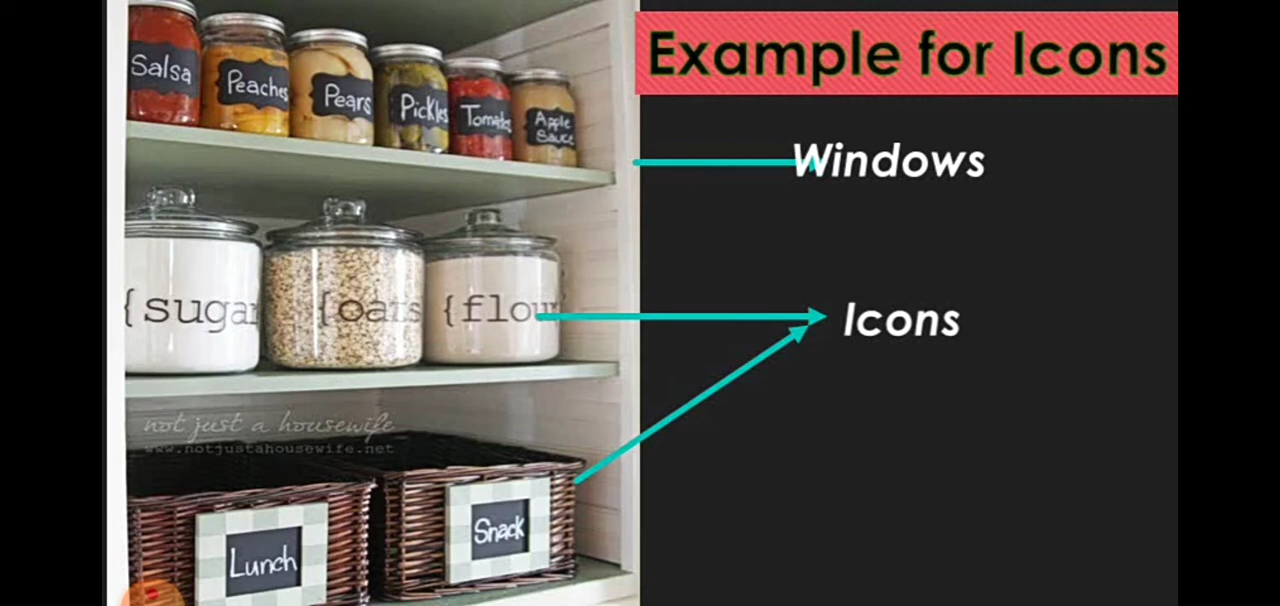 Example for Icons
Salsa
Peaches
Pears
Pickles
Tomatoes
Apple
Sauce
Windows
{sugar
{oats
{flour
Icons
not just a housewife
www.notjustahousewife.net
Lunch
Snack